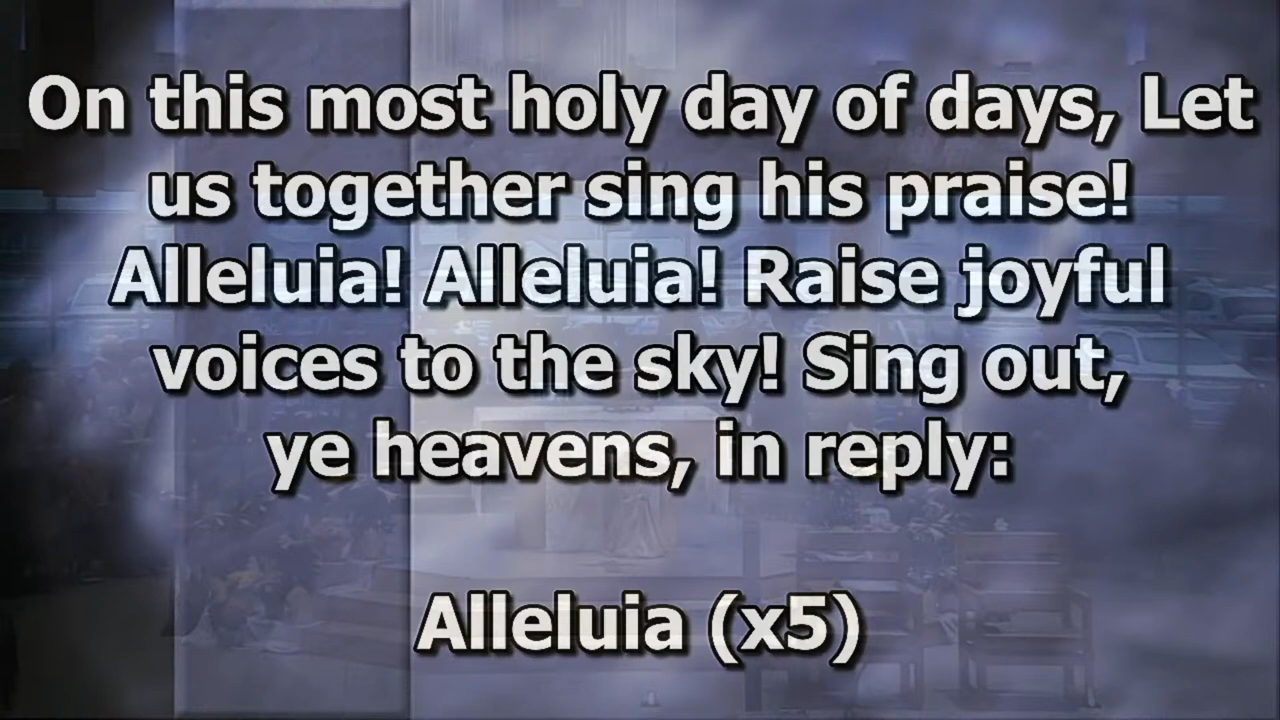 On this most holy day of days, Let
us together sing his praise!
Alleluia! Alleluia! Raise joyful
voices to the sky! Sing out,
ye heavens, in reply:
Alleluia (x5)